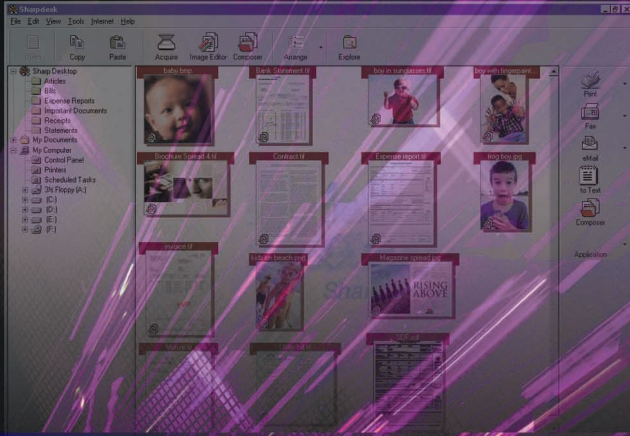 Sharpdesk
File Edit View Tools Internet Help
Copy Paste Acquire Image Editor Composer Arrange Explore
Sharp Desktop
Articles
Bills
Expense Reports
Important Documents
Receipts
Statements
My Documents
My Computer
Control Panel
Printers
Scheduled Tasks
3½ Floppy (A:)
(C:)
(D:)
(E:)
(F:)
baby.bmp Bank Statement.tif boy in sunglasses.tif boy with fingerpaint...
Brochure Spread 4.tif Contract.tif Expense report.tif frog boy.jpg
invoice.tif kids on beach.png Magazine spread.jpg
RISING
ABOVE
Print
Fax
eMail
to Text
Composer
Application